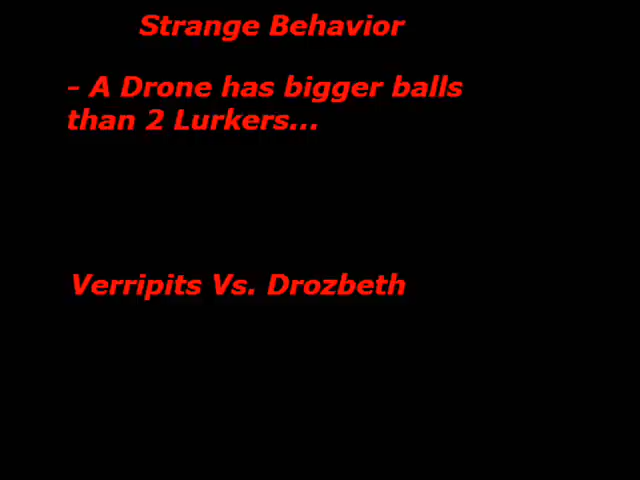 Strange Behavior
- A Drone has bigger balls
than 2 Lurkers...
Verripits Vs. Drozbeth